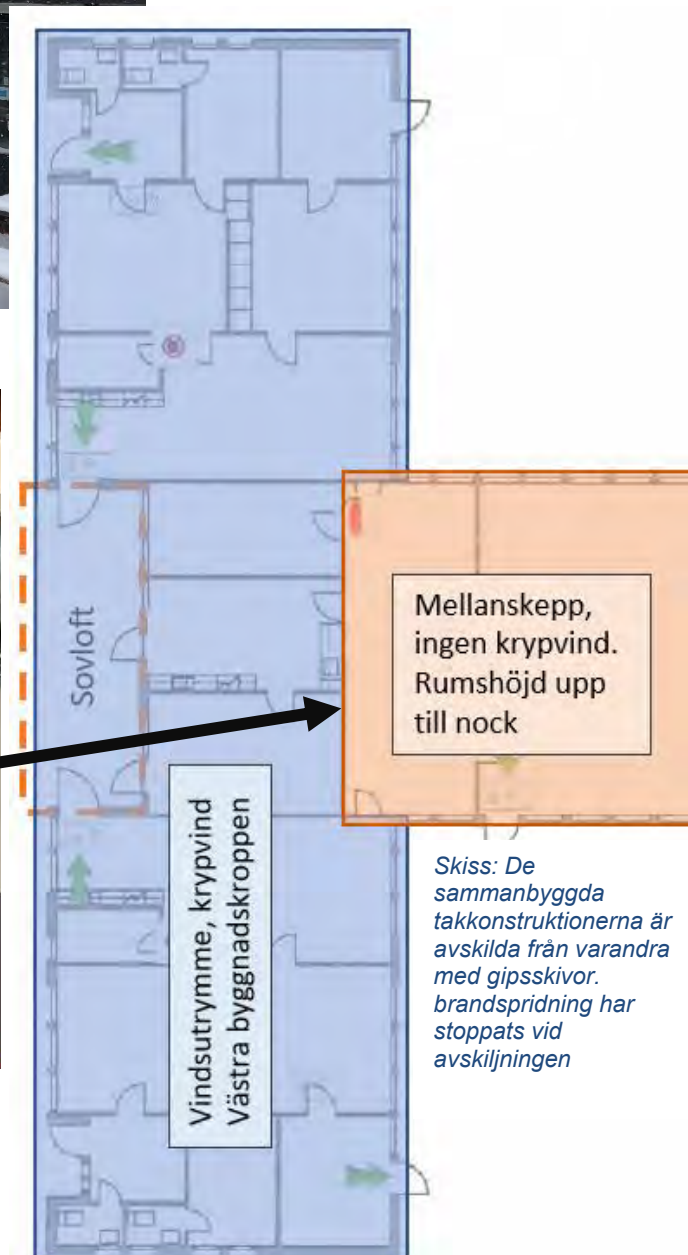 Sovloft
Mellanskepp,
ingen krypvind.
Rumshöjd upp
till nock
Vindsutrymme, krypvind
Västra byggnadskroppen
Skiss: De
sammanbyggda
takkonstruktionerna är
avskilda från varandra
med gipsskivor.
brandspridning har
stoppats vid
avskiljningen